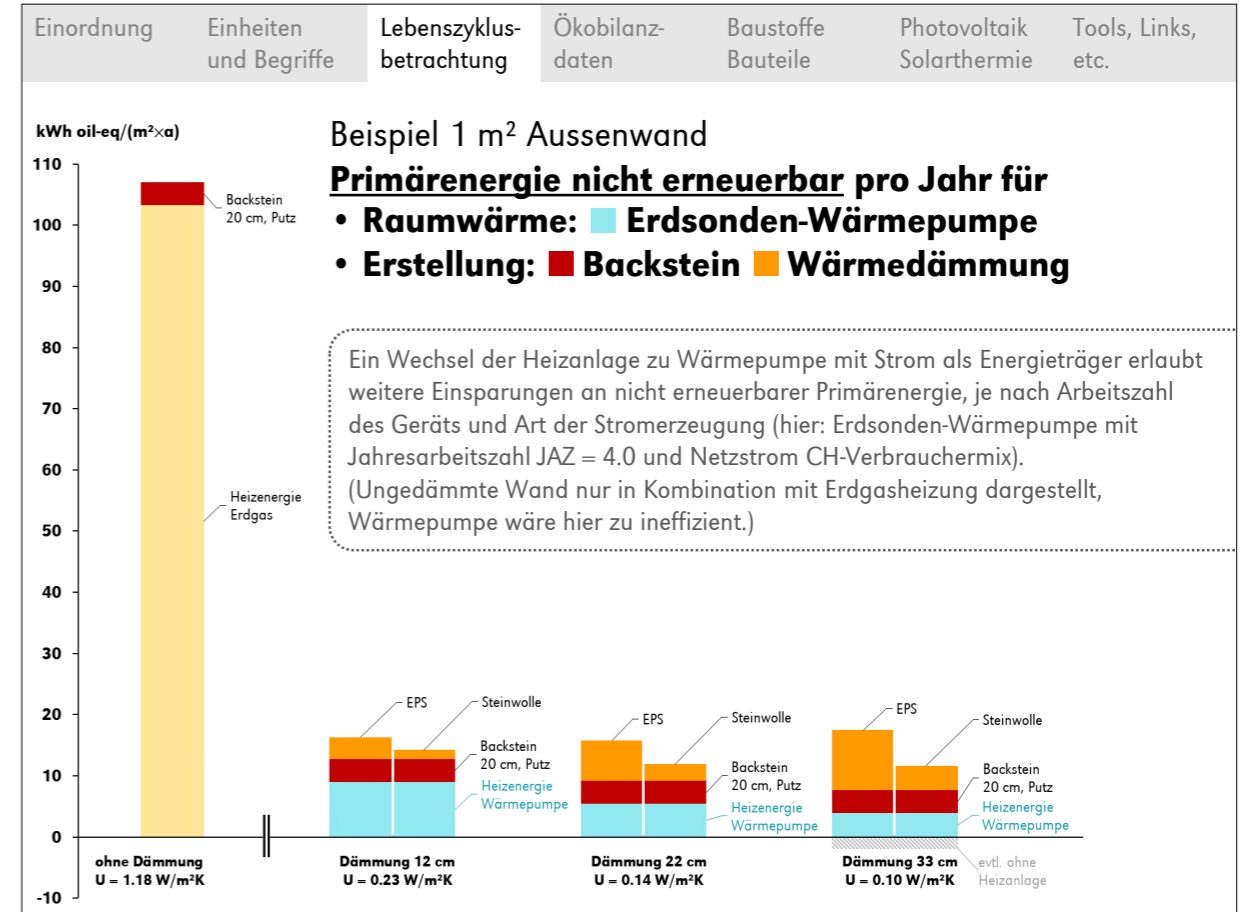 Einordnung
Einheiten
und Begriffe
Lebenszyklus-
betrachtung
Ökobilanz-
daten
Baustoffe
Bauteile
Photovoltaik
Solarthermie
Tools, Links,
etc.
kWh oil-eq/(m²×a)
Beispiel 1 m² Aussenwand
Primärenergie nicht erneuerbar pro Jahr für
• Raumwärme: Erdsonden-Wärmepumpe
• Erstellung: Backstein Wärmedämmung
Ein Wechsel der Heizanlage zu Wärmepumpe mit Strom als Energieträger erlaubt
weitere Einsparungen an nicht erneuerbarer Primärenergie, je nach Arbeitszahl
des Geräts und Art der Stromerzeugung (hier: Erdsonden-Wärmepumpe mit
Jahresarbeitszahl JAZ = 4.0 und Netzstrom CH-Verbrauchermix).
(Ungedämmte Wand nur in Kombination mit Erdgasheizung dargestellt,
Wärmepumpe wäre hier zu ineffizient.)
110
100
90
80
70
60
50
40
30
20
10
0
-10
Backstein
20 cm, Putz
Heizenergie
Erdgas
EPS
Steinwolle
Backstein
20 cm, Putz
Heizenergie
Wärmepumpe
EPS
Steinwolle
Backstein
20 cm, Putz
Heizenergie
Wärmepumpe
EPS
Steinwolle
Backstein
20 cm, Putz
Heizenergie
Wärmepumpe
ohne Dämmung
U = 1.18 W/m²K
Dämmung 12 cm
U = 0.23 W/m²K
Dämmung 22 cm
U = 0.14 W/m²K
Dämmung 33 cm
U = 0.10 W/m²K
evtl. ohne
Heizanlage